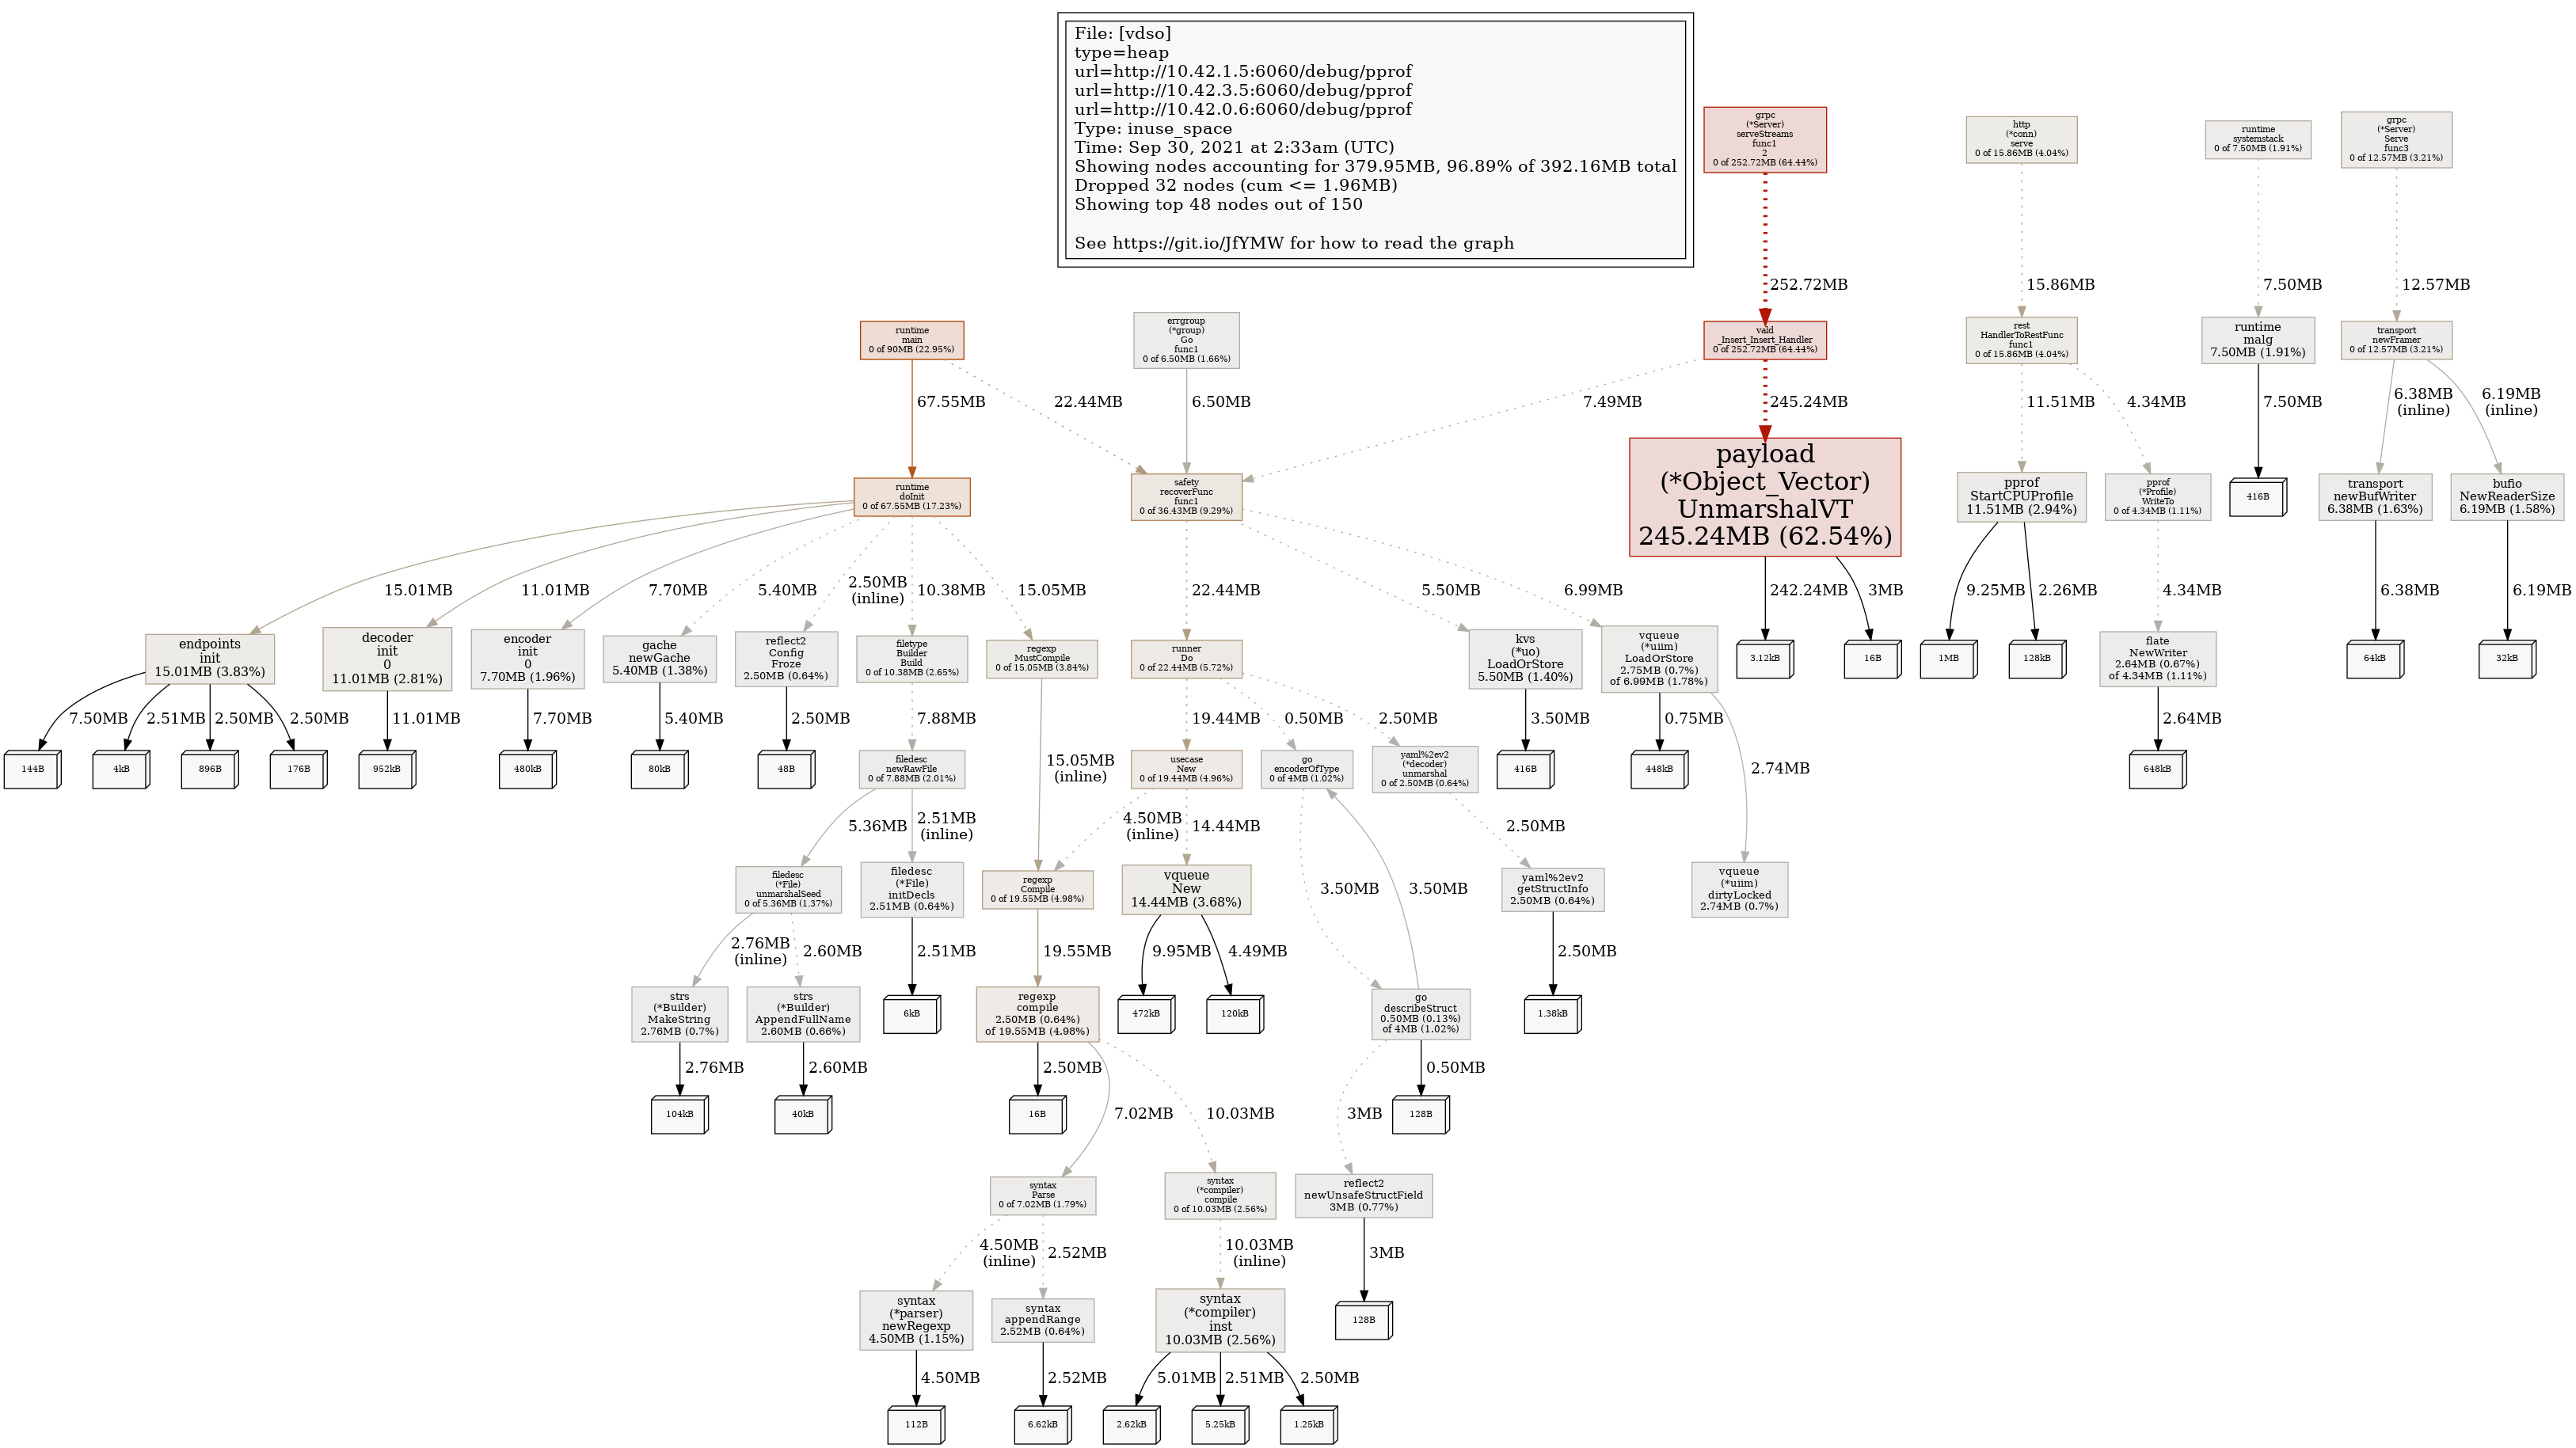 File: [vdso]
type=heap
url=http://10.42.1.5:6060/debug/pprof
url=http://10.42.3.5:6060/debug/pprof
url=http://10.42.0.6:6060/debug/pprof
Type: inuse_space
Time: Sep 30, 2021 at 2:33am (UTC)
Showing nodes accounting for 379.95MB, 96.89% of 392.16MB total
Dropped 32 nodes (cum <= 1.96MB)
Showing top 48 nodes out of 150
See https://git.io/JfYMW for how to read the graph
grpc
(*Server)
serveStreams
func1
2
0 of 252.72MB (64.44%)
http
(*conn)
serve
0 of 15.86MB (4.04%)
runtime
systemstack
0 of 7.50MB (1.91%)
grpc
(*Server)
Serve
func3
0 of 12.57MB (3.21%)
252.72MB
15.86MB
7.50MB
12.57MB
runtime
main
0 of 90MB (22.95%)
errgroup
(*group)
Go
func1
0 of 6.50MB (1.66%)
vald
_Insert_Insert_Handler
0 of 252.72MB (64.44%)
rest
HandlerToRestFunc
func1
0 of 15.86MB (4.04%)
runtime
malg
7.50MB (1.91%)
transport
newFramer
0 of 12.57MB (3.21%)
67.55MB
22.44MB
6.50MB
7.49MB
245.24MB
11.51MB
4.34MB
7.50MB
6.38MB
(inline)
6.19MB
(inline)
runtime
doInit
0 of 67.55MB (17.23%)
safety
recoverFunc
func1
0 of 36.43MB (9.29%)
payload
(*Object_Vector)
UnmarshalVT
245.24MB (62.54%)
pprof
StartCPUProfile
11.51MB (2.94%)
pprof
(*Profile)
WriteTo
0 of 4.34MB (1.11%)
416B
transport
newBufWriter
6.38MB (1.63%)
bufio
NewReaderSize
6.19MB (1.58%)
15.01MB
11.01MB
7.70MB
5.40MB
2.50MB
(inline)
10.38MB
15.05MB
22.44MB
5.50MB
6.99MB
242.24MB
3MB
9.25MB
2.26MB
4.34MB
6.38MB
6.19MB
endpoints
init
15.01MB (3.83%)
decoder
init
0
11.01MB (2.81%)
encoder
init
0
7.70MB (1.96%)
gache
newGache
5.40MB (1.38%)
reflect2
Config
Froze
2.50MB (0.64%)
filetype
Builder
Build
0 of 10.38MB (2.65%)
regexp
MustCompile
0 of 15.05MB (3.84%)
runner
Do
0 of 22.44MB (5.72%)
kvs
(*uo)
LoadOrStore
5.50MB (1.40%)
vqueue
(*uiim)
LoadOrStore
2.75MB (0.7%)
of 6.99MB (1.78%)
3.12kB
16B
1MB
128kB
flate
NewWriter
2.64MB (0.67%)
of 4.34MB (1.11%)
64kB
32kB
7.50MB
2.51MB
2.50MB
2.50MB
11.01MB
7.70MB
5.40MB
2.50MB
7.88MB
15.05MB
(inline)
19.44MB
0.50MB
2.50MB
3.50MB
0.75MB
2.74MB
2.64MB
144B
4kB
896B
176B
952kB
480kB
80kB
48B
filedesc
newRawFile
0 of 7.88MB (2.01%)
usecase
New
0 of 19.44MB (4.96%)
go
encoderOfType
0 of 4MB (1.02%)
yaml%2ev2
(*decoder)
unmarshal
0 of 2.50MB (0.64%)
416B
448kB
648kB
5.36MB
2.51MB
(inline)
4.50MB
(inline)
14.44MB
3.50MB
3.50MB
2.50MB
filedesc
(*File)
unmarshalSeed
0 of 5.36MB (1.37%)
filedesc
(*File)
initDecls
2.51MB (0.64%)
regexp
Compile
0 of 19.55MB (4.98%)
vqueue
New
14.44MB (3.68%)
yaml%2ev2
getStructInfo
2.50MB (0.64%)
vqueue
(*uiim)
dirtyLocked
2.74MB (0.7%)
2.76MB
(inline)
2.60MB
2.51MB
19.55MB
9.95MB
4.49MB
2.50MB
strs
(*Builder)
MakeString
2.76MB (0.7%)
strs
(*Builder)
AppendFullName
2.60MB (0.66%)
6kB
regexp
compile
2.50MB (0.64%)
of 19.55MB (4.98%)
472kB
120kB
go
describeStruct
0.50MB (0.13%)
of 4MB (1.02%)
1.38kB
2.76MB
2.60MB
2.50MB
7.02MB
10.03MB
3MB
0.50MB
104kB
40kB
16B
128B
syntax
Parse
0 of 7.02MB (1.79%)
syntax
(*compiler)
compile
0 of 10.03MB (2.56%)
reflect2
newUnsafeStructField
3MB (0.77%)
4.50MB
(inline)
2.52MB
10.03MB
(inline)
3MB
syntax
(*parser)
newRegexp
4.50MB (1.15%)
syntax
appendRange
2.52MB (0.64%)
syntax
(*compiler)
inst
10.03MB (2.56%)
128B
4.50MB
2.52MB
5.01MB
2.51MB
2.50MB
112B
6.62kB
2.62kB
5.25kB
1.25kB